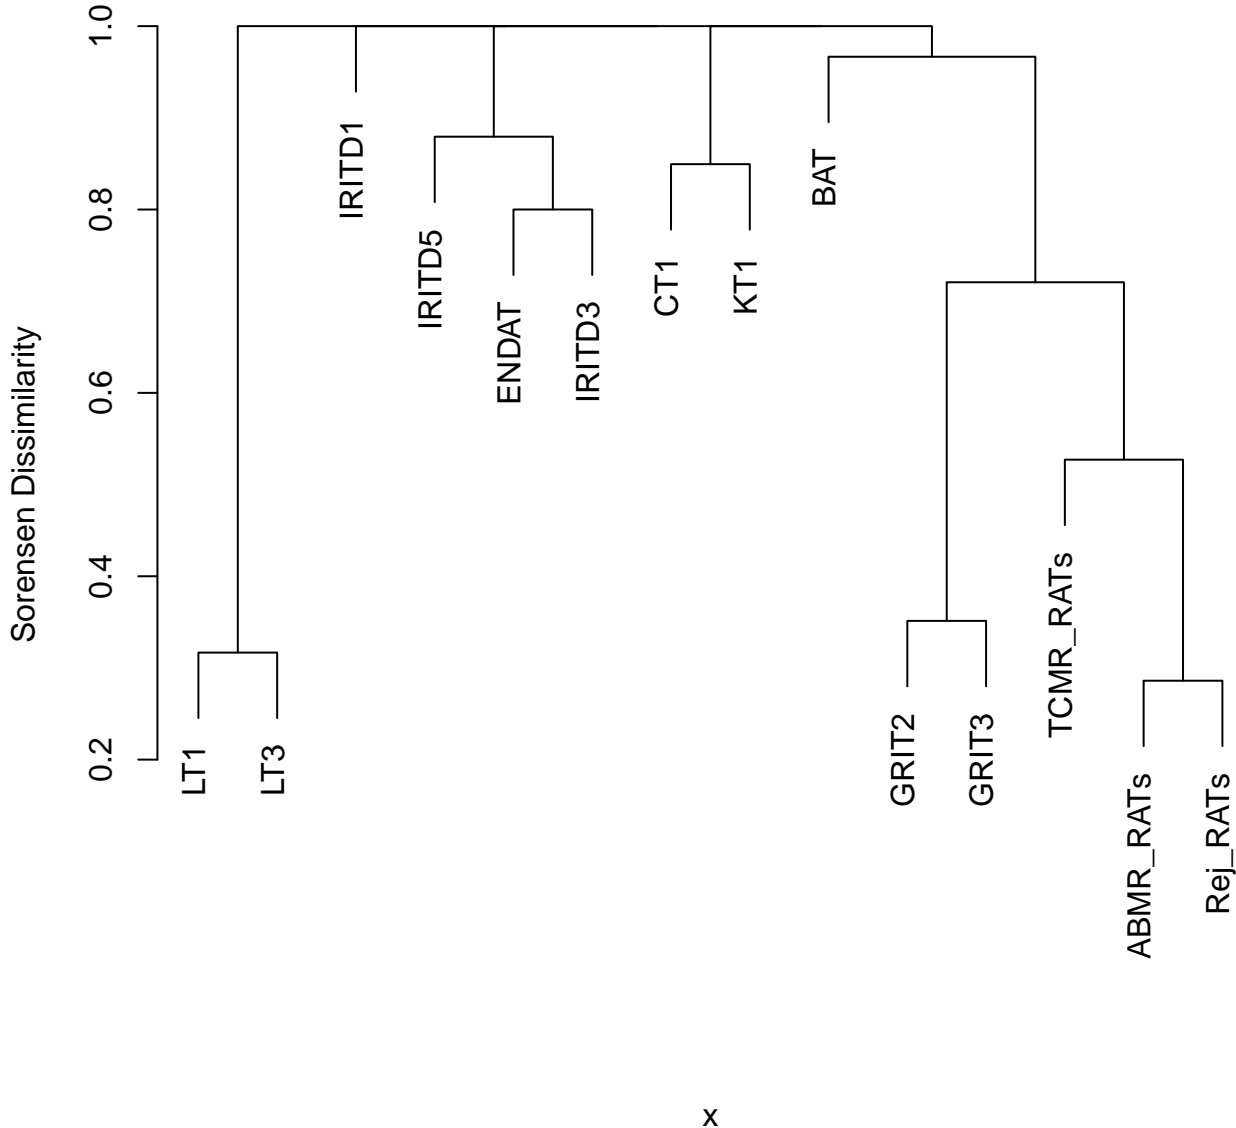 Sorensen Dissimilarity
1.0
0.8
0.6
0.4
0.2
LT1
LT3
IRITD1
IRITD5
ENDAT
IRITD3
CT1
KT1
BAT
GRIT2
GRIT3
TCMR_RATs
ABMR_RATs
Rej_RATs
x